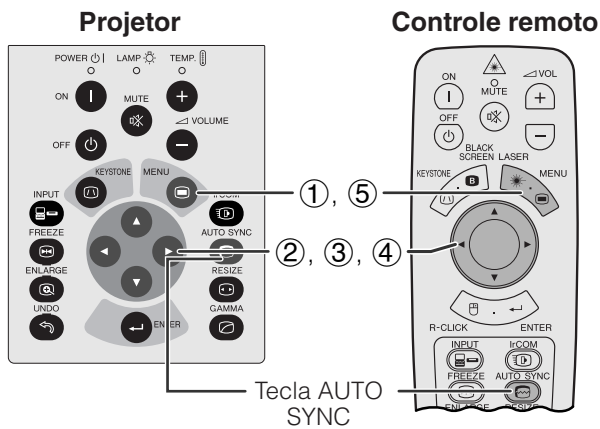 Projetor
Controle remoto
POWER LAMP TEMP.
ON
MUTE
OFF
VOLUME
KEYSTONE MENU
INPUT
IrCOM
FREEZE
AUTO SYNC
ENLARGE
RESIZE
UNDO
GAMMA
ENTER
①, ⑤
②, ③, ④
Tecla AUTO
SYNC
ON
VOL
MUTE
OFF
BLACK
KEYSTONE SCREEN LASER MENU
B
R-CLICK ENTER
INPUT IrCOM
FREEZE AUTO SYNC
ENLARGE RESIZE